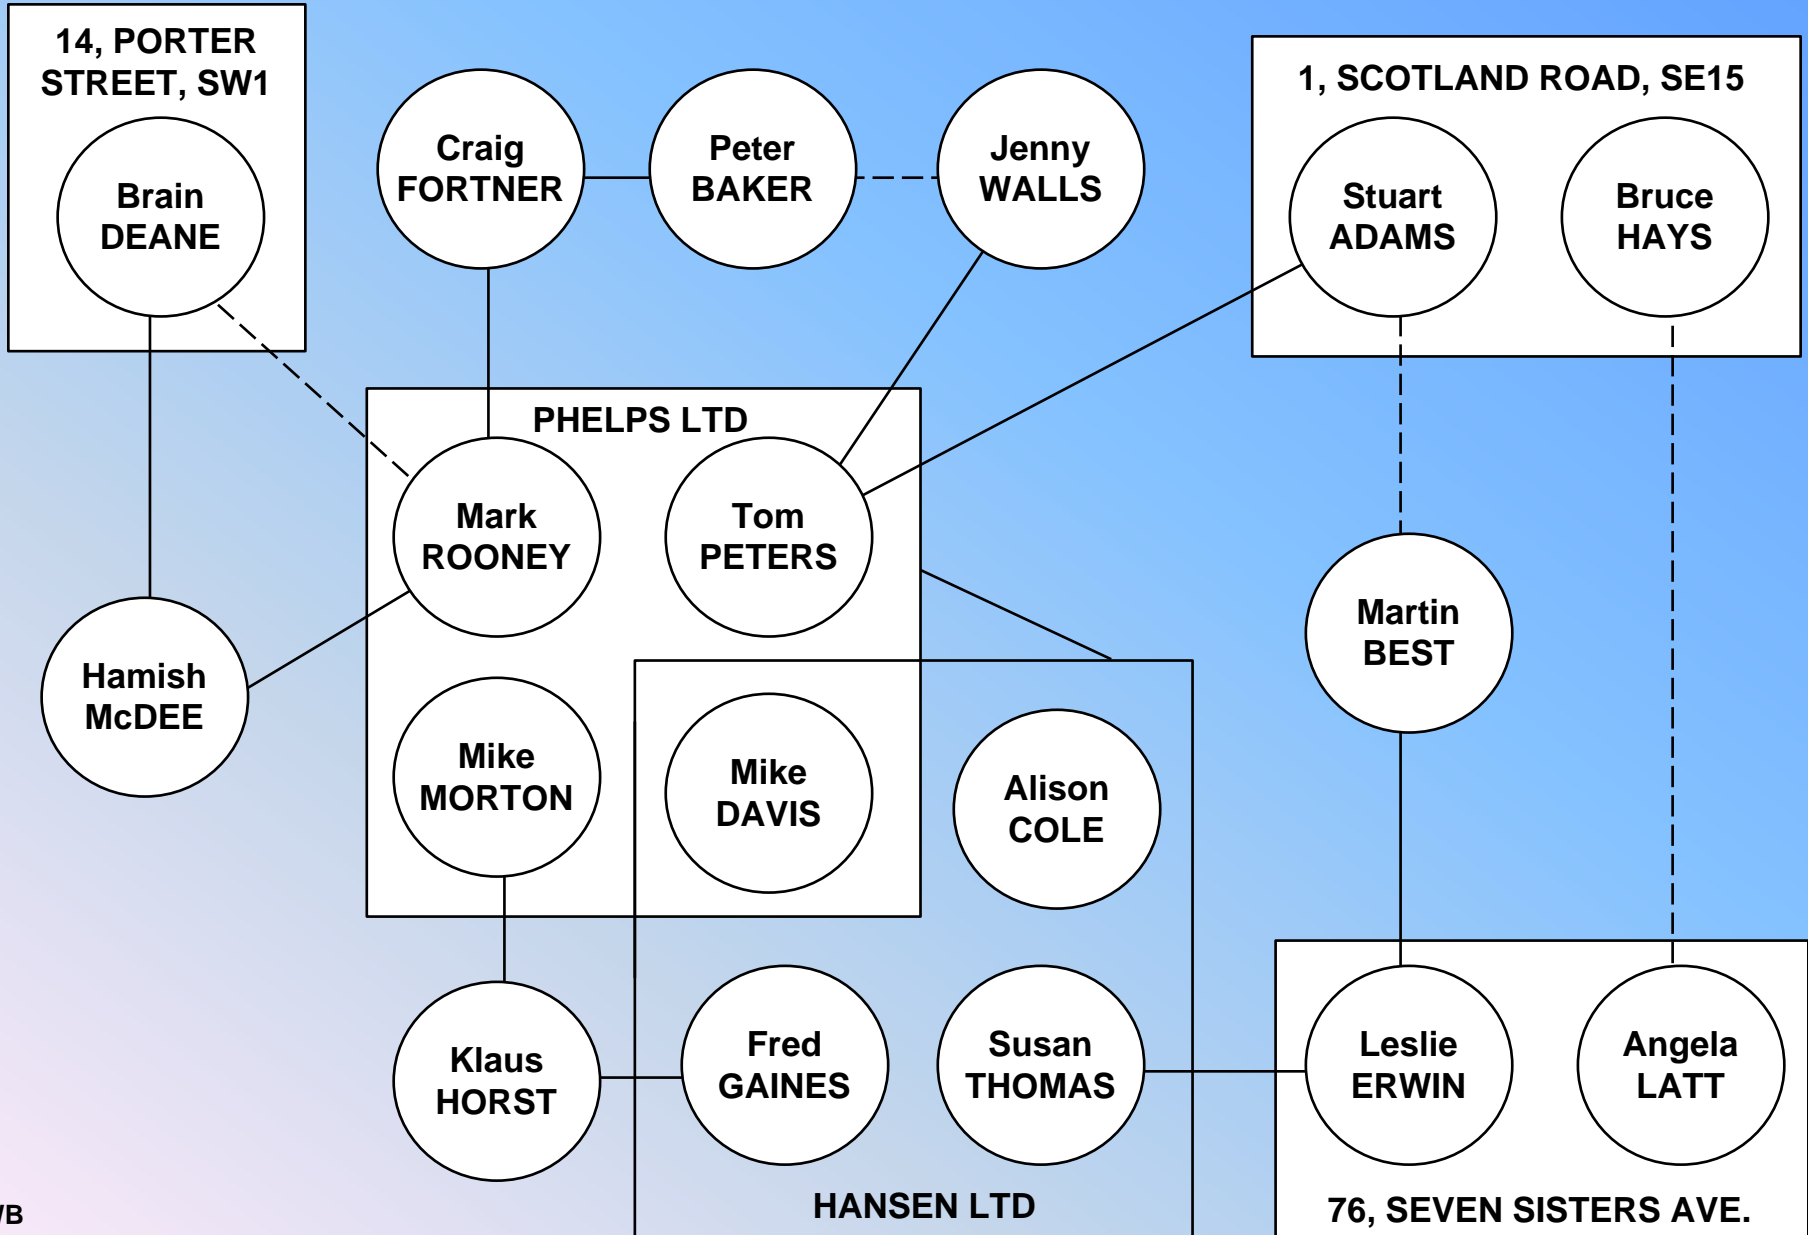 14, PORTER
STREET, SW1
Brain
DEANE
Craig
FORTNER
Peter
BAKER
Jenny
WALLS
1, SCOTLAND ROAD, SE15
Stuart
ADAMS
Bruce
HAYS
PHELPS LTD
Mark
ROONEY
Tom
PETERS
Hamish
McDEE
Martin
BEST
Mike
MORTON
Mike
DAVIS
Alison
COLE
Klaus
HORST
Fred
GAINES
Susan
THOMAS
Leslie
ERWIN
Angela
LATT
HANSEN LTD
76, SEVEN SISTERS AVE.